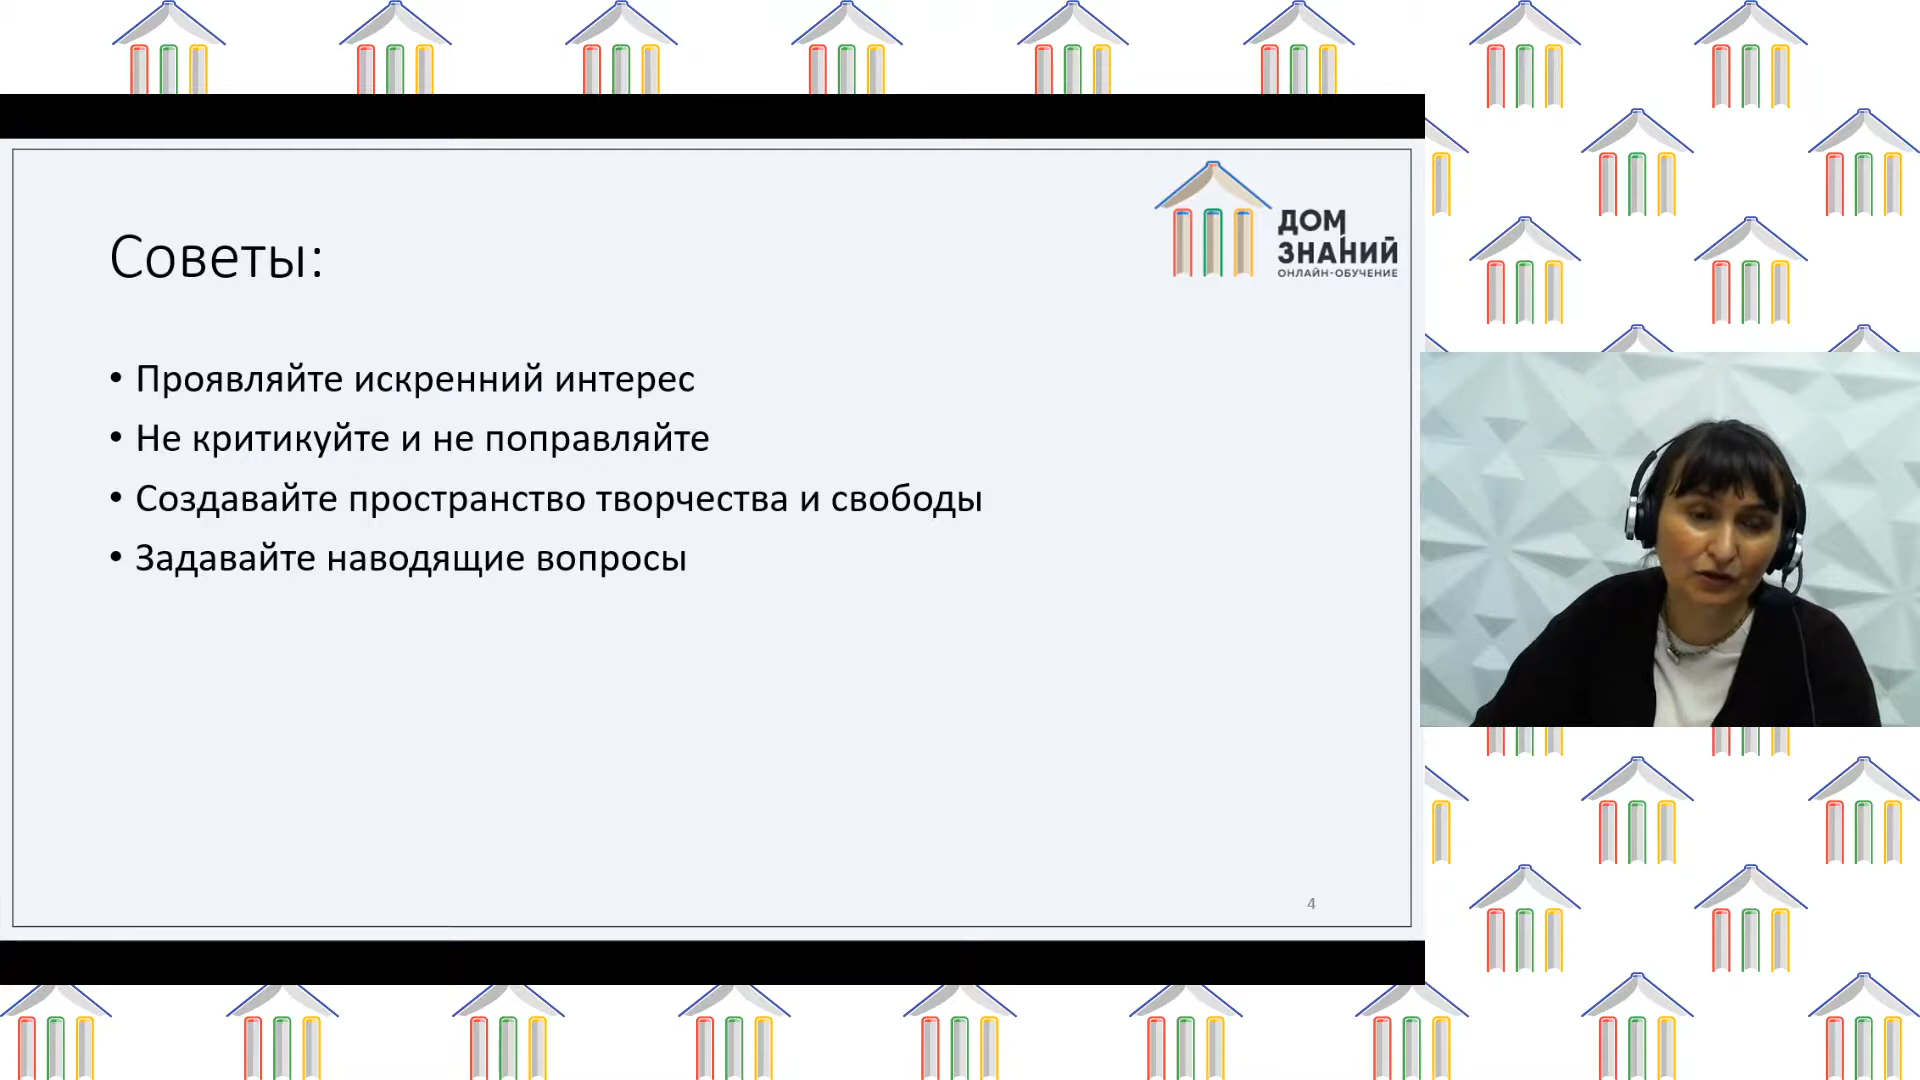 ДОМ
ЗНАНИЙ
ОНЛАЙН-ОБУЧЕНИЕ
Советы:
• Проявляйте искренний интерес
• Не критикуйте и не поправляйте
• Создавайте пространство творчества и свободы
• Задавайте наводящие вопросы
4